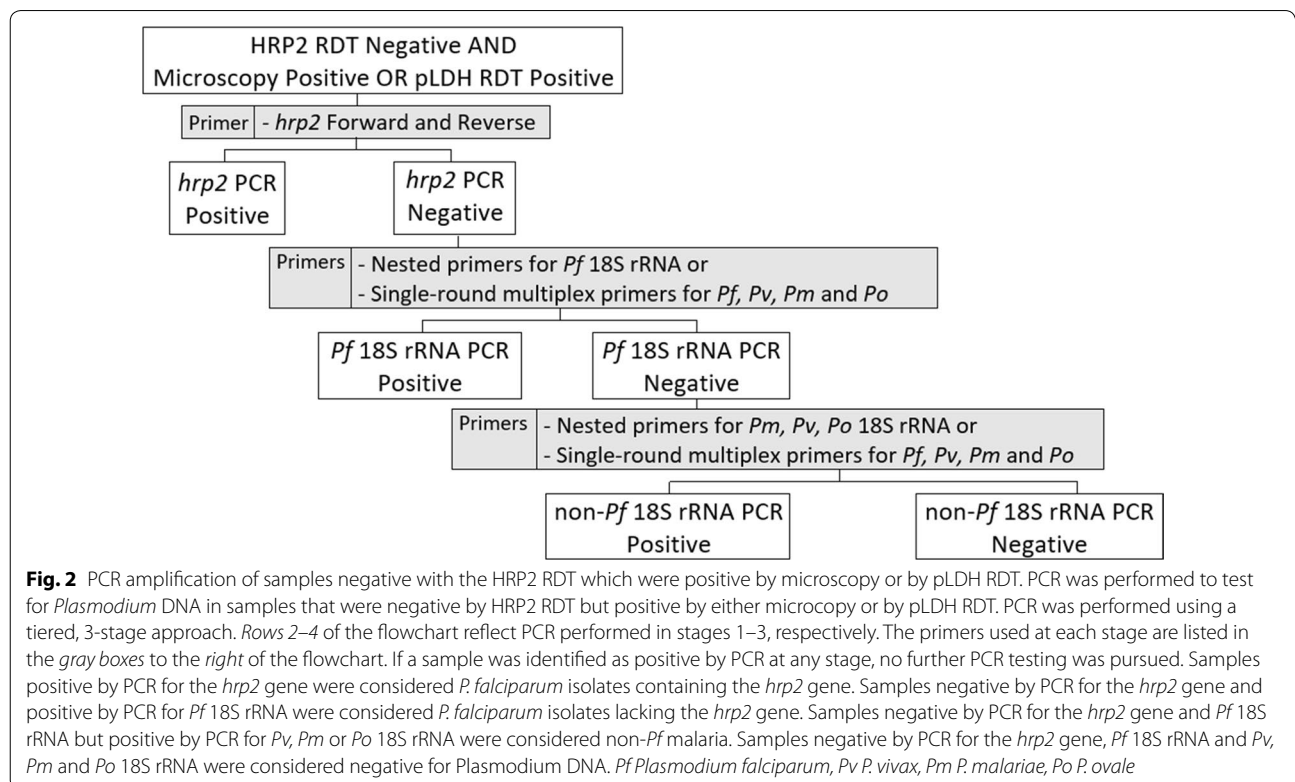 HRP2 RDT Negative AND
Microscopy Positive OR pLDH RDT Positive
Primer - hrp2 Forward and Reverse
hrp2 PCR
Positive
hrp2 PCR
Negative
Primers - Nested primers for Pf 18S rRNA or
- Single-round multiplex primers for Pf, Pv, Pm and Po
Pf 18S rRNA PCR
Positive
Pf 18S rRNA PCR
Negative
Primers - Nested primers for Pm, Pv, Po 18S rRNA or
- Single-round multiplex primers for Pf, Pv, Pm and Po
non-Pf 18S rRNA PCR
Positive
non-Pf 18S rRNA PCR
Negative
Fig. 2 PCR amplification of samples negative with the HRP2 RDT which were positive by microscopy or by pLDH RDT. PCR was performed to test
for Plasmodium DNA in samples that were negative by HRP2 RDT but positive by either microcopy or by pLDH RDT. PCR was performed using a
tiered, 3-stage approach. Rows 2–4 of the flowchart reflect PCR performed in stages 1–3, respectively. The primers used at each stage are listed in
the gray boxes to the right of the flowchart. If a sample was identified as positive by PCR at any stage, no further PCR testing was pursued. Samples
positive by PCR for the hrp2 gene were considered P. falciparum isolates containing the hrp2 gene. Samples negative by PCR for the hrp2 gene and
positive by PCR for Pf 18S rRNA were considered P. falciparum isolates lacking the hrp2 gene. Samples negative by PCR for the hrp2 gene and Pf 18S
rRNA but positive by PCR for Pv, Pm or Po 18S rRNA were considered non-Pf malaria. Samples negative by PCR for the hrp2 gene, Pf 18S rRNA and Pv,
Pm and Po 18S rRNA were considered negative for Plasmodium DNA. Pf Plasmodium falciparum, Pv P. vivax, Pm P. malariae, Po P. ovale